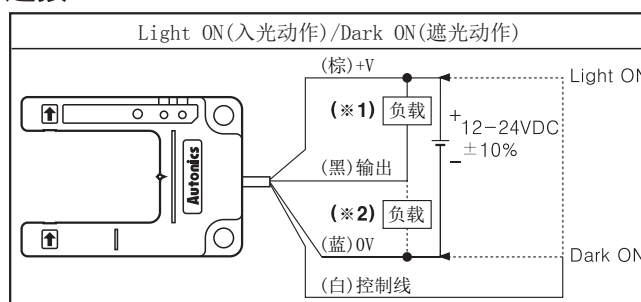 Light ON(入光动作)/Dark ON(遮光动作)
(棕)+V
Light ON
(※1) 负载
+
12-24VDC
±10%
−
(黑)输出
Autonics
(※2) 负载
(蓝)0V
Dark ON
(白)控制线